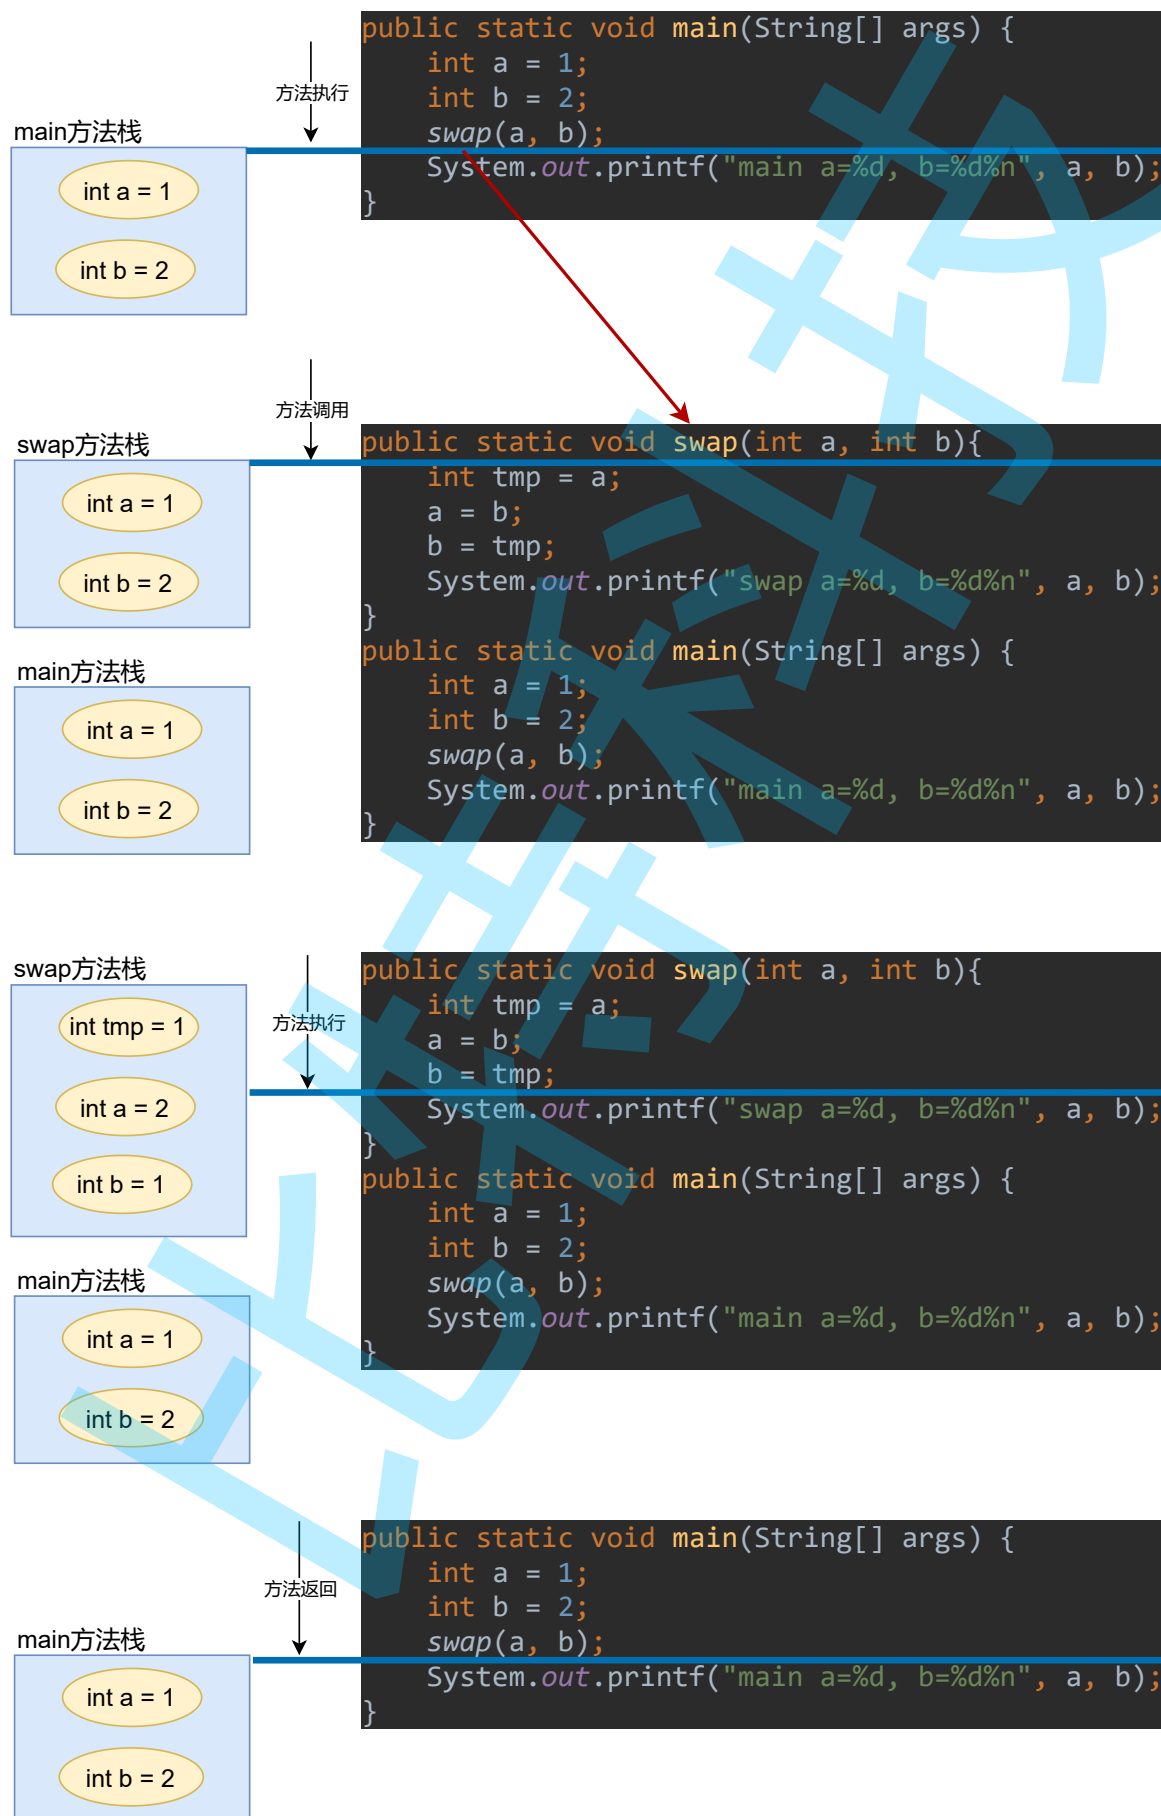 public static void main(String[] args) {
int a = 1;
方法执行
int b = 2;
main方法栈
swap(a, b);
System.out.printf("main a=%d, b=%d%n", a, b);
int a = 1
}
int b = 2
方法调用
swap方法栈
public static void swap(int a, int b){
int tmp = a;
int a = 1
a = b;
b = tmp;
int b = 2
System.out.printf("swap a=%d, b=%d%n", a, b);
}
main方法栈
public static void main(String[] args) {
int a = 1;
int a = 1
int b = 2;
swap(a, b);
System.out.printf("main a=%d, b=%d%n", a, b);
int b = 2
}
swap方法栈
public static void swap(int a, int b){
int tmp = a;
int tmp = 1
方法执行
a = b;
b = tmp;
int a = 2
System.out.printf("swap a=%d, b=%d%n", a, b);
}
int b = 1
public static void main(String[] args) {
int a = 1;
int b = 2;
main方法栈
swap(a, b);
System.out.printf("main a=%d, b=%d%n", a, b);
int a = 1
}
int b = 2
public static void main(String[] args) {
int a = 1;
方法返回
int b = 2;
main方法栈
swap(a, b);
System.out.printf("main a=%d, b=%d%n", a, b);
int a = 1
}
int b = 2
比特科技